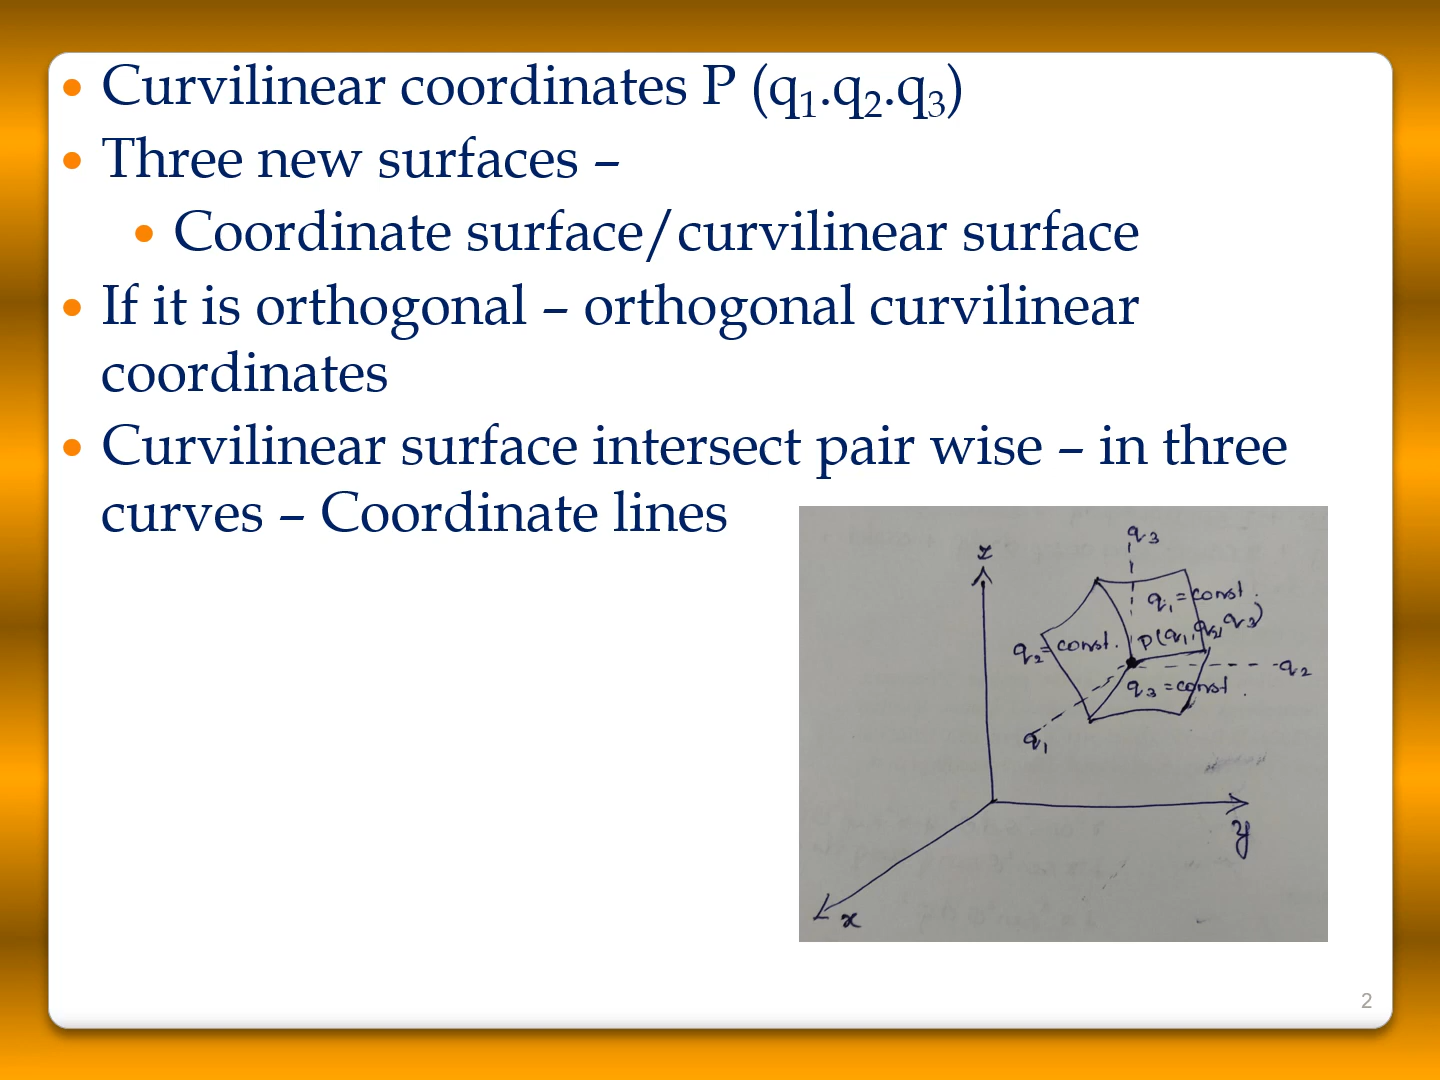 Curvilinear coordinates P (q₁.q₂.q₃)
Three new surfaces –
Coordinate surface/curvilinear surface
If it is orthogonal – orthogonal curvilinear
coordinates
Curvilinear surface intersect pair wise – in three
curves – Coordinate lines
q₃
z
q₁ = const.
P(q₁, q₂, q₃)
q₂ = const.
q₂
q₃ = const.
q₁
y
x
2